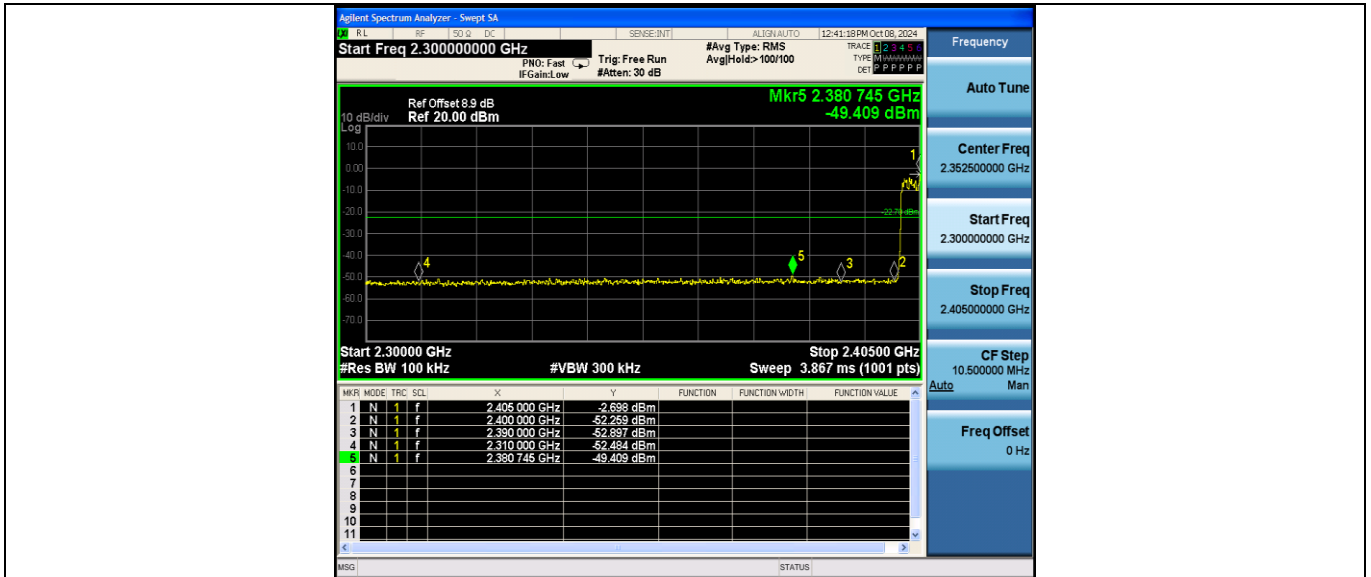 Agilent Spectrum Analyzer - Swept SA
LXI RL RF 50 Ω DC SENSE:INT ALIGN AUTO 12:41:18 PM Oct 08, 2024
Start Freq 2.300000000 GHz
PNO: Fast
IFGain:Low
Trig: Free Run
#Atten: 30 dB
#Avg Type: RMS
Avg|Hold:>100/100
TRACE 1 2 3 4 5 6
TYPE M
DET P P P P P P
Mkr5 2.380 745 GHz
-49.409 dBm
Ref Offset 8.9 dB
10 dB/div Ref 20.00 dBm
Log
10.0
0.00
-10.0
-20.0
-30.0
-40.0
-50.0
-60.0
-70.0
1
4
5
3
2
Start 2.30000 GHz Stop 2.40500 GHz
#Res BW 100 kHz #VBW 300 kHz Sweep 3.867 ms (1001 pts)
MKR MODE TRC SCL X Y FUNCTION FUNCTION WIDTH FUNCTION VALUE
1 N 1 f 2.405 000 GHz -2.698 dBm
2 N 1 f 2.400 000 GHz -52.259 dBm
3 N 1 f 2.390 000 GHz -52.897 dBm
4 N 1 f 2.310 000 GHz -52.484 dBm
5 N 1 f 2.380 745 GHz -49.409 dBm
6
7
8
9
10
11
MSG STATUS
Frequency
Auto Tune
Center Freq
2.352500000 GHz
Start Freq
2.300000000 GHz
Stop Freq
2.405000000 GHz
CF Step
10.500000 MHz
Auto Man
Freq Offset
0 Hz